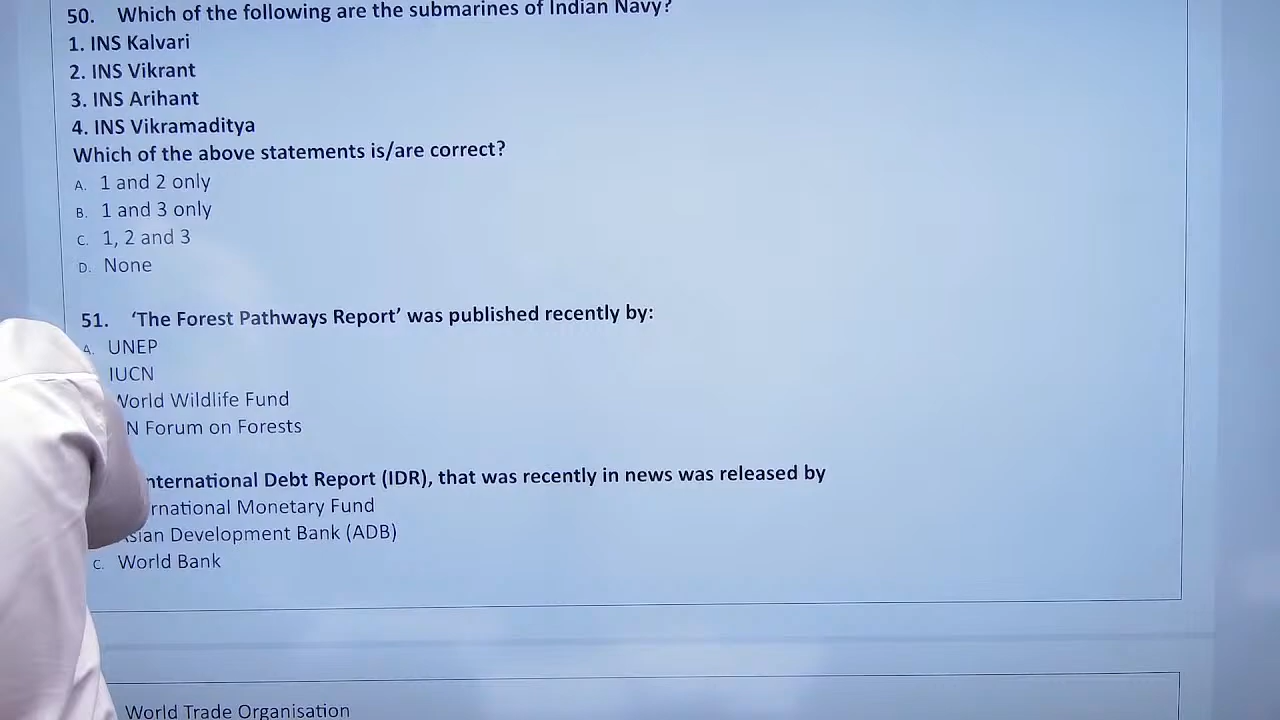 50. Which of the following are the submarines of Indian Navy?
1. INS Kalvari
2. INS Vikrant
3. INS Arihant
4. INS Vikramaditya
Which of the above statements is/are correct?
A. 1 and 2 only
B. 1 and 3 only
C. 1, 2 and 3
D. None
51. ‘The Forest Pathways Report’ was published recently by:
A. UNEP
IUCN
World Wildlife Fund
N Forum on Forests
nternational Debt Report (IDR), that was recently in news was released by
rnational Monetary Fund
Asian Development Bank (ADB)
C. World Bank
World Trade Organisation